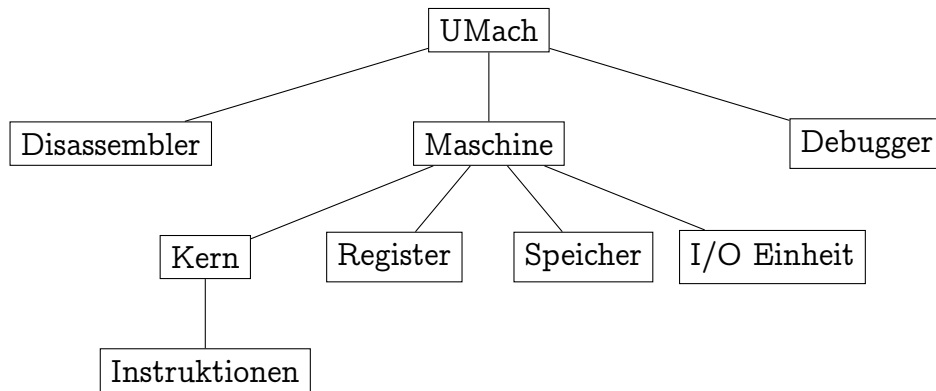 UMach
Disassembler
Maschine
Debugger
Kern
Register
Speicher
I/O Einheit
Instruktionen